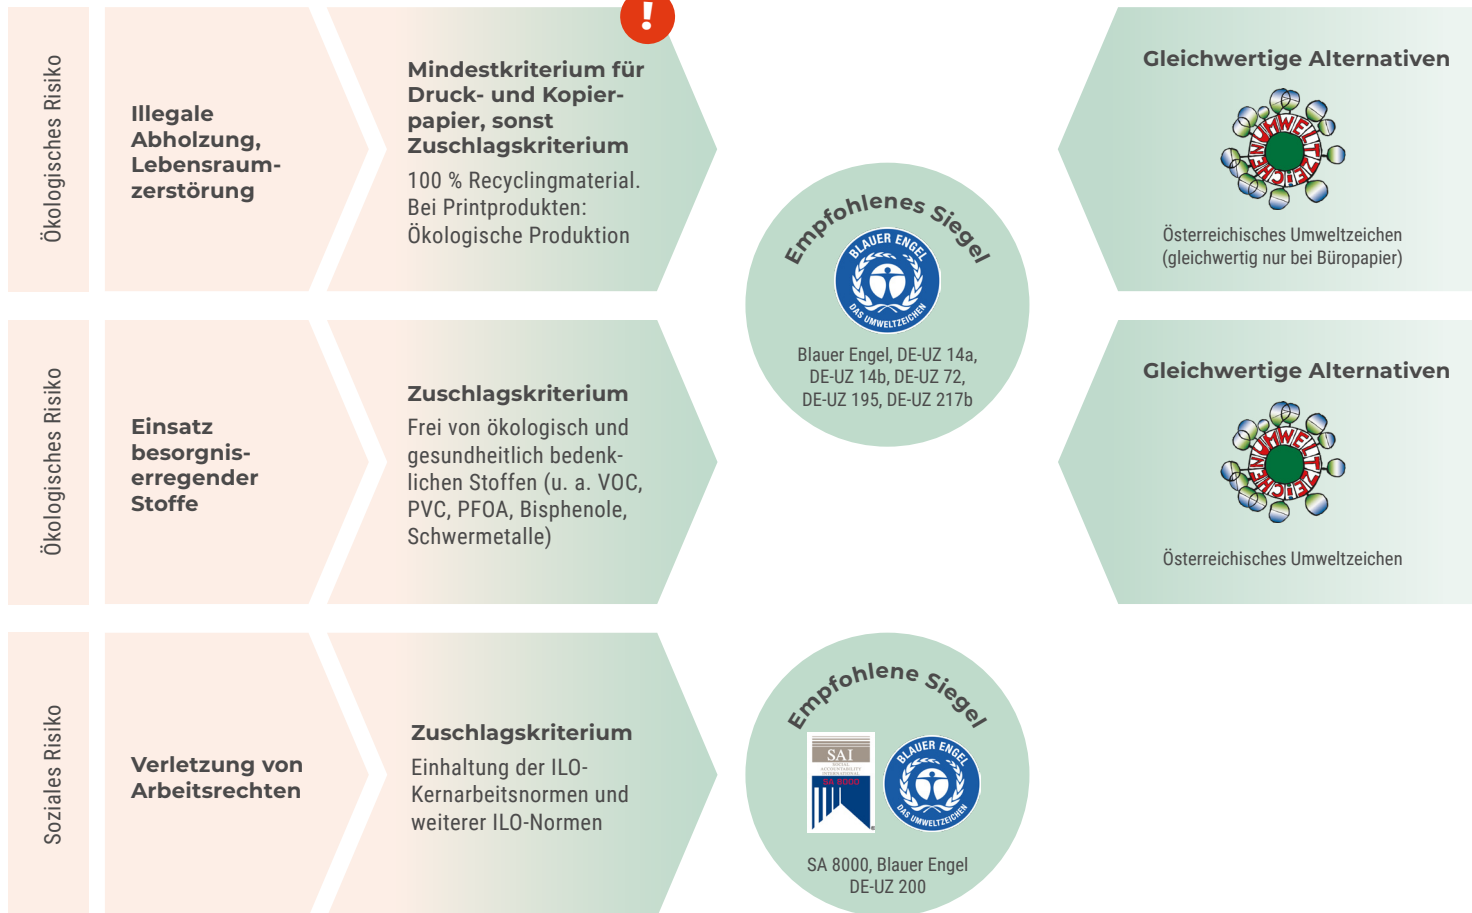 Ökologisches Risiko
Illegale
Abholzung,
Lebensraum-
zerstörung
!
Mindestkriterium für
Druck- und Kopier-
papier, sonst
Zuschlagskriterium
100 % Recyclingmaterial.
Bei Printprodukten:
Ökologische Produktion
Empfohlenes Siegel
BLAUER ENGEL
DAS UMWELTZEICHEN
Blauer Engel, DE-UZ 14a,
DE-UZ 14b, DE-UZ 72,
DE-UZ 195, DE-UZ 217b
Gleichwertige Alternativen
UMWELTZEICHEN
Österreichisches Umweltzeichen
(gleichwertig nur bei Büropapier)
Ökologisches Risiko
Einsatz
besorgnis-
erregender
Stoffe
Zuschlagskriterium
Frei von ökologisch und
gesundheitlich bedenk-
lichen Stoffen (u. a. VOC,
PVC, PFOA, Bisphenole,
Schwermetalle)
Gleichwertige Alternativen
UMWELTZEICHEN
Österreichisches Umweltzeichen
Soziales Risiko
Verletzung von
Arbeitsrechten
Zuschlagskriterium
Einhaltung der ILO-
Kernarbeitsnormen und
weiterer ILO-Normen
Empfohlene Siegel
SAI
SOCIAL
ACCOUNTABILITY
INTERNATIONAL
SA 8000
®
BLAUER ENGEL
DAS UMWELTZEICHEN
SA 8000, Blauer Engel
DE-UZ 200